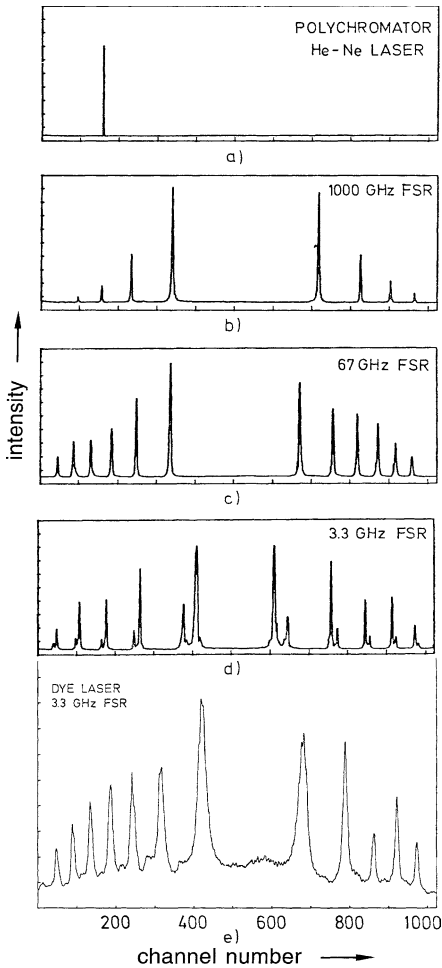 POLYCHROMATOR
He-Ne LASER
a)
1000 GHz FSR
b)
67 GHz FSR
c)
3.3 GHz FSR
d)
DYE LASER
3.3 GHz FSR
200 400 600 800 1000
e)
channel number
intensity